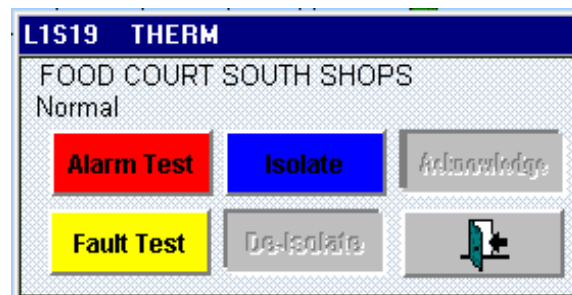 L1S19 THERM
FOOD COURT SOUTH SHOPS
Normal
Alarm Test Isolate Acknowledge
Fault Test De-Isolate